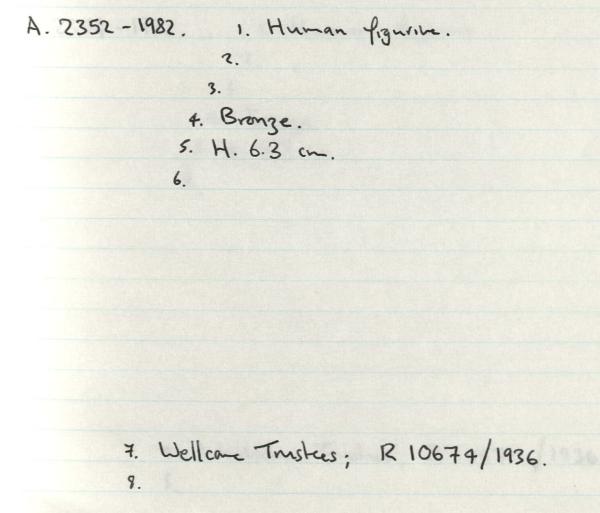 A. 2352-1982. 1. Human figurine.
2.
3.
4. Bronze.
5. H. 6.3 cm.
6.
7. Wellcome Trustees; R 10674/1936.
8.